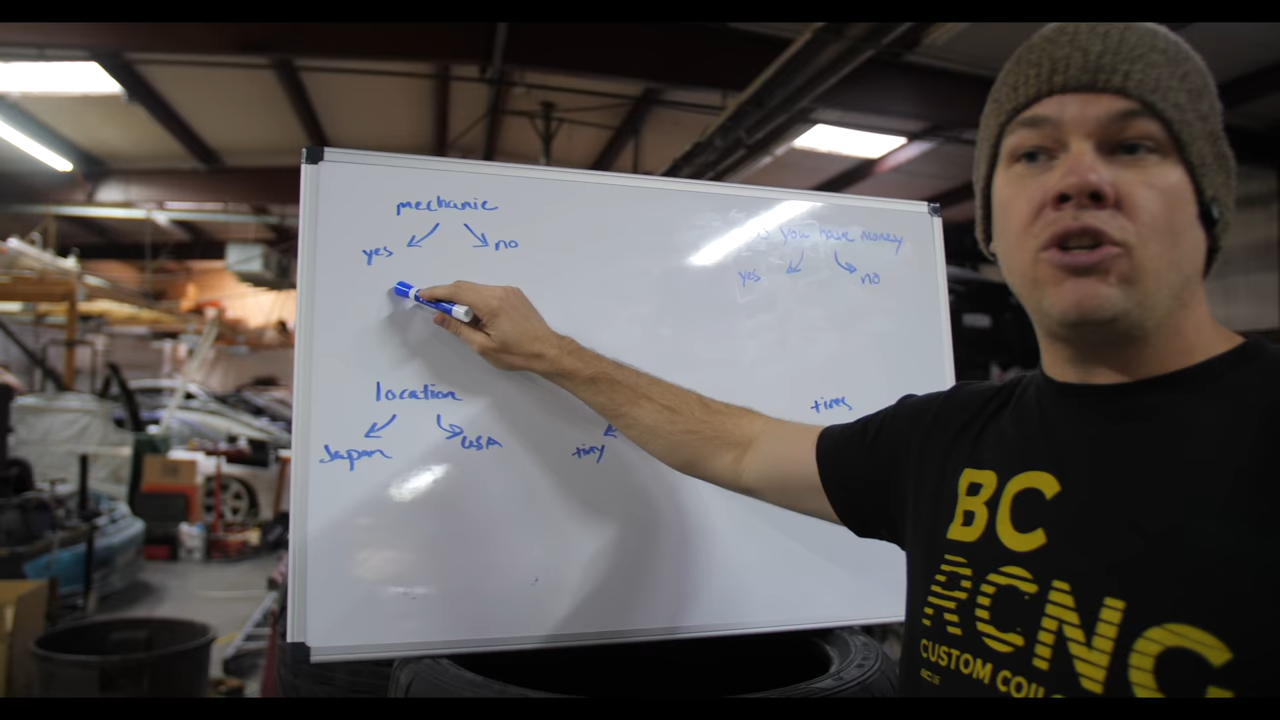 mechanic
yes no
you have money
yes no
location
Japan USA
tires
tiny
BC
RCNG
CUSTOM COIL